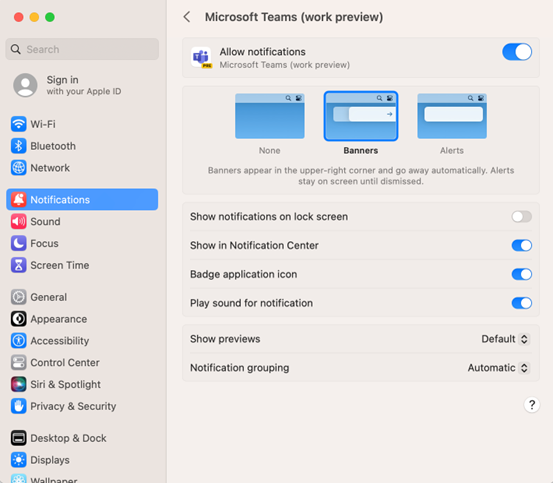 Search
Sign in
with your Apple ID
Wi-Fi
Bluetooth
Network
Notifications
Sound
Focus
Screen Time
General
Appearance
Accessibility
Control Center
Siri & Spotlight
Privacy & Security
Desktop & Dock
Displays
Wallpaper
Microsoft Teams (work preview)
Allow notifications
Microsoft Teams (work preview)
PRE
None
Banners
Alerts
Banners appear in the upper-right corner and go away automatically. Alerts
stay on screen until dismissed.
Show notifications on lock screen
Show in Notification Center
Badge application icon
Play sound for notification
Show previews Default
Notification grouping Automatic
?